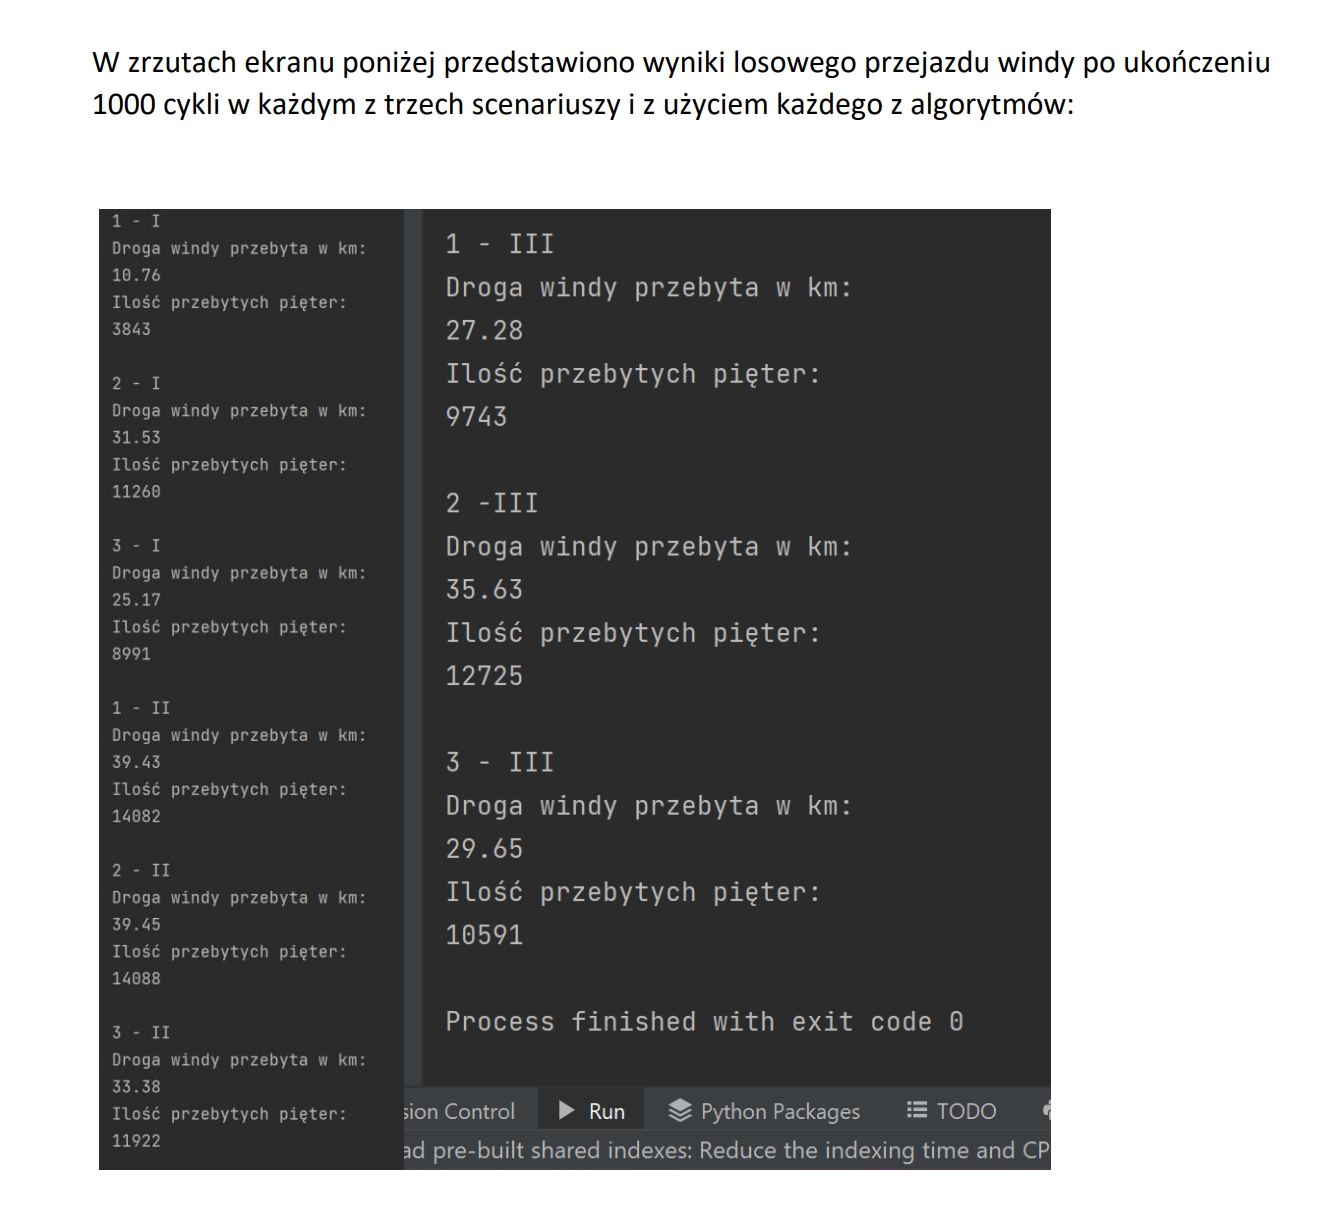 W zrzutach ekranu poniżej przedstawiono wyniki losowego przejazdu windy po ukończeniu
1000 cykli w każdym z trzech scenariuszy i z użyciem każdego z algorytmów:
1 - I
Droga windy przebyta w km:
10.76
Ilość przebytych pięter:
3843
2 - I
Droga windy przebyta w km:
31.53
Ilość przebytych pięter:
11260
3 - I
Droga windy przebyta w km:
25.17
Ilość przebytych pięter:
8991
1 - II
Droga windy przebyta w km:
39.43
Ilość przebytych pięter:
14082
2 - II
Droga windy przebyta w km:
39.45
Ilość przebytych pięter:
14088
3 - II
Droga windy przebyta w km:
33.38
Ilość przebytych pięter:
11922
1 - III
Droga windy przebyta w km:
27.28
Ilość przebytych pięter:
9743
2 -III
Droga windy przebyta w km:
35.63
Ilość przebytych pięter:
12725
3 - III
Droga windy przebyta w km:
29.65
Ilość przebytych pięter:
10591
Process finished with exit code 0
sion Control Run Python Packages TODO
ad pre-built shared indexes: Reduce the indexing time and CP